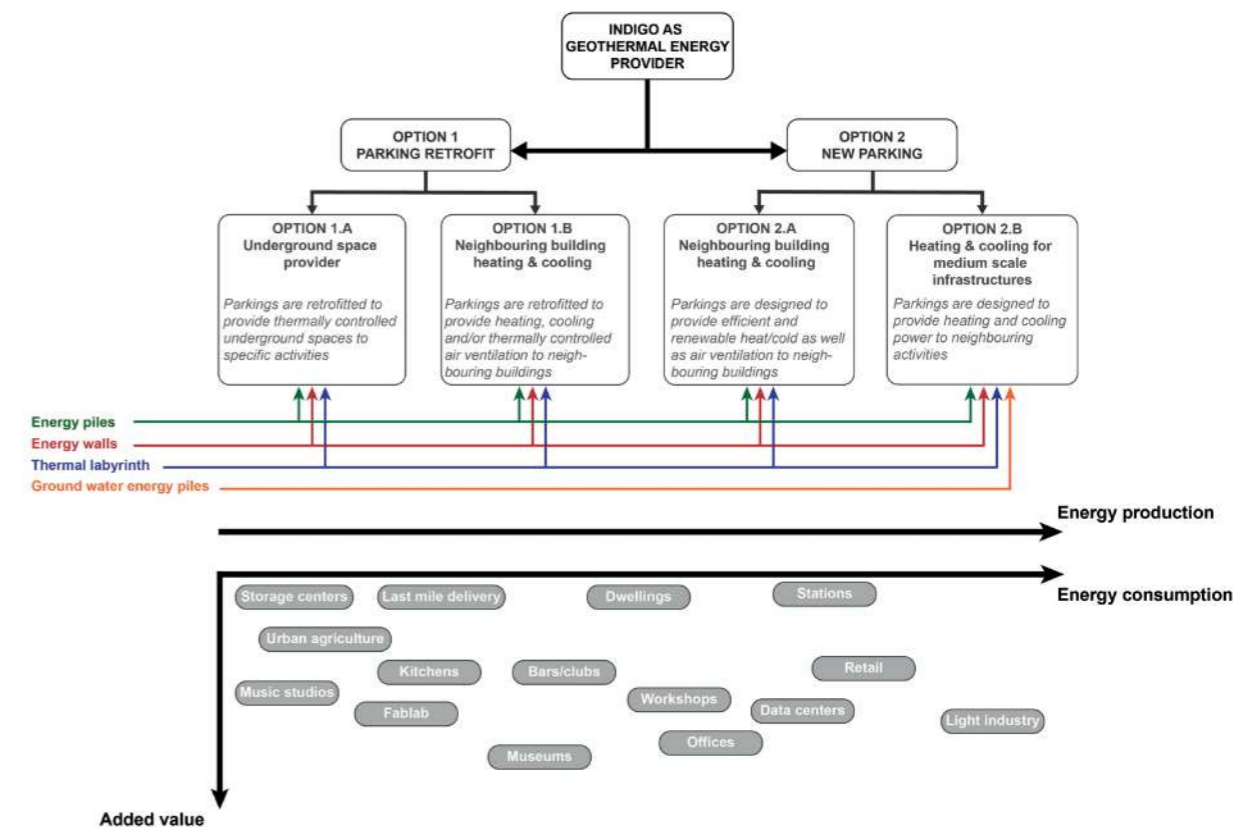 INDIGO AS
GEOTHERMAL ENERGY
PROVIDER
OPTION 1
PARKING RETROFIT
OPTION 2
NEW PARKING
OPTION 1.A
Underground space
provider
Parkings are retrofitted to
provide thermally controlled
underground spaces to
specific activities
OPTION 1.B
Neighbouring building
heating & cooling
Parkings are retrofitted to
provide heating, cooling
and/or thermally controlled
air ventilation to neigh-
bouring buildings
OPTION 2.A
Neighbouring building
heating & cooling
Parkings are designed to
provide efficient and
renewable heat/cold as well
as air ventilation to neigh-
bouring buildings
OPTION 2.B
Heating & cooling for
medium scale
infrastructures
Parkings are designed to
provide heating and cooling
power to neighbouring
activities
Energy piles
Energy walls
Thermal labyrinth
Ground water energy piles
Energy production
Energy consumption
Storage centers
Last mile delivery
Dwellings
Stations
Urban agriculture
Kitchens
Bars/clubs
Retail
Music studios
Fablab
Workshops
Data centers
Light industry
Museums
Offices
Added value